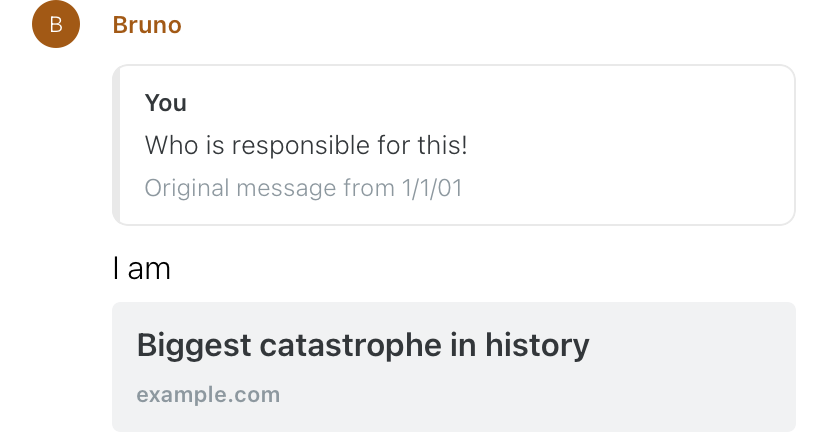 B
Bruno
You
Who is responsible for this!
Original message from 1/1/01
I am
Biggest catastrophe in history
example.com